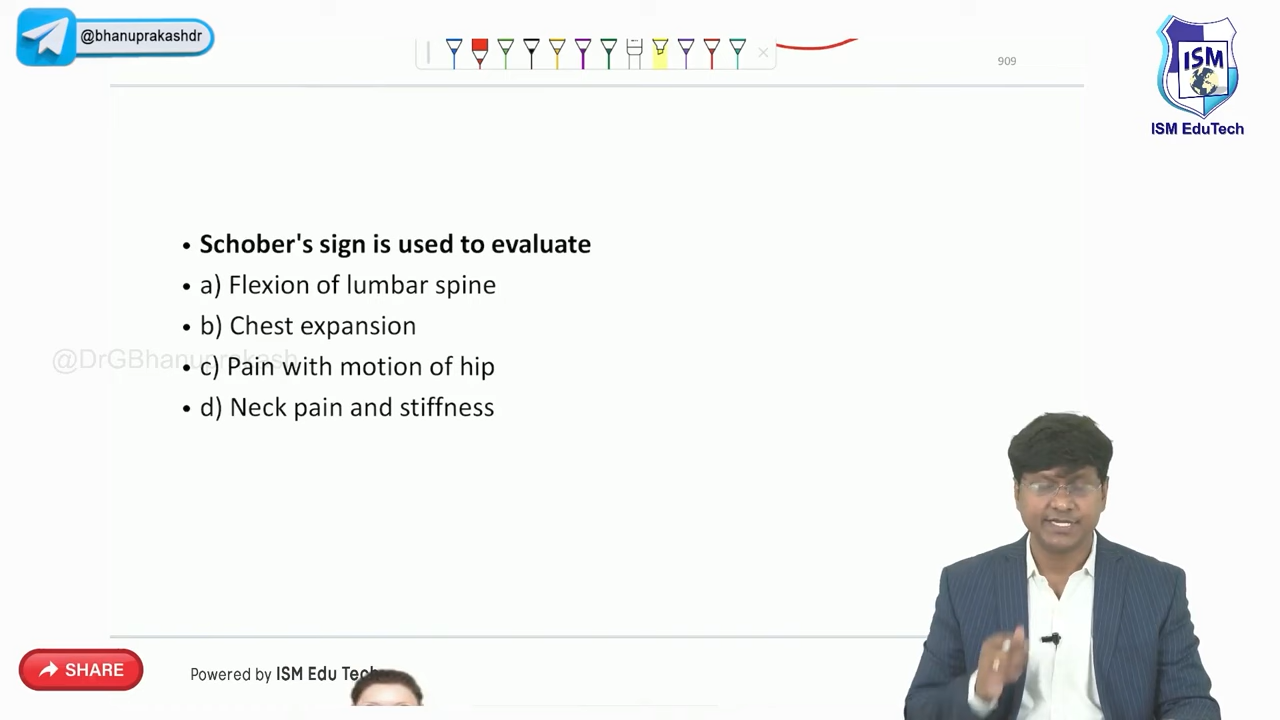 @bhanuprakashdr
909
ISM
ISM EduTech
• Schober's sign is used to evaluate
• a) Flexion of lumbar spine
• b) Chest expansion
@DrGBhanuprakash
• c) Pain with motion of hip
• d) Neck pain and stiffness
SHARE
Powered by ISM Edu Tech